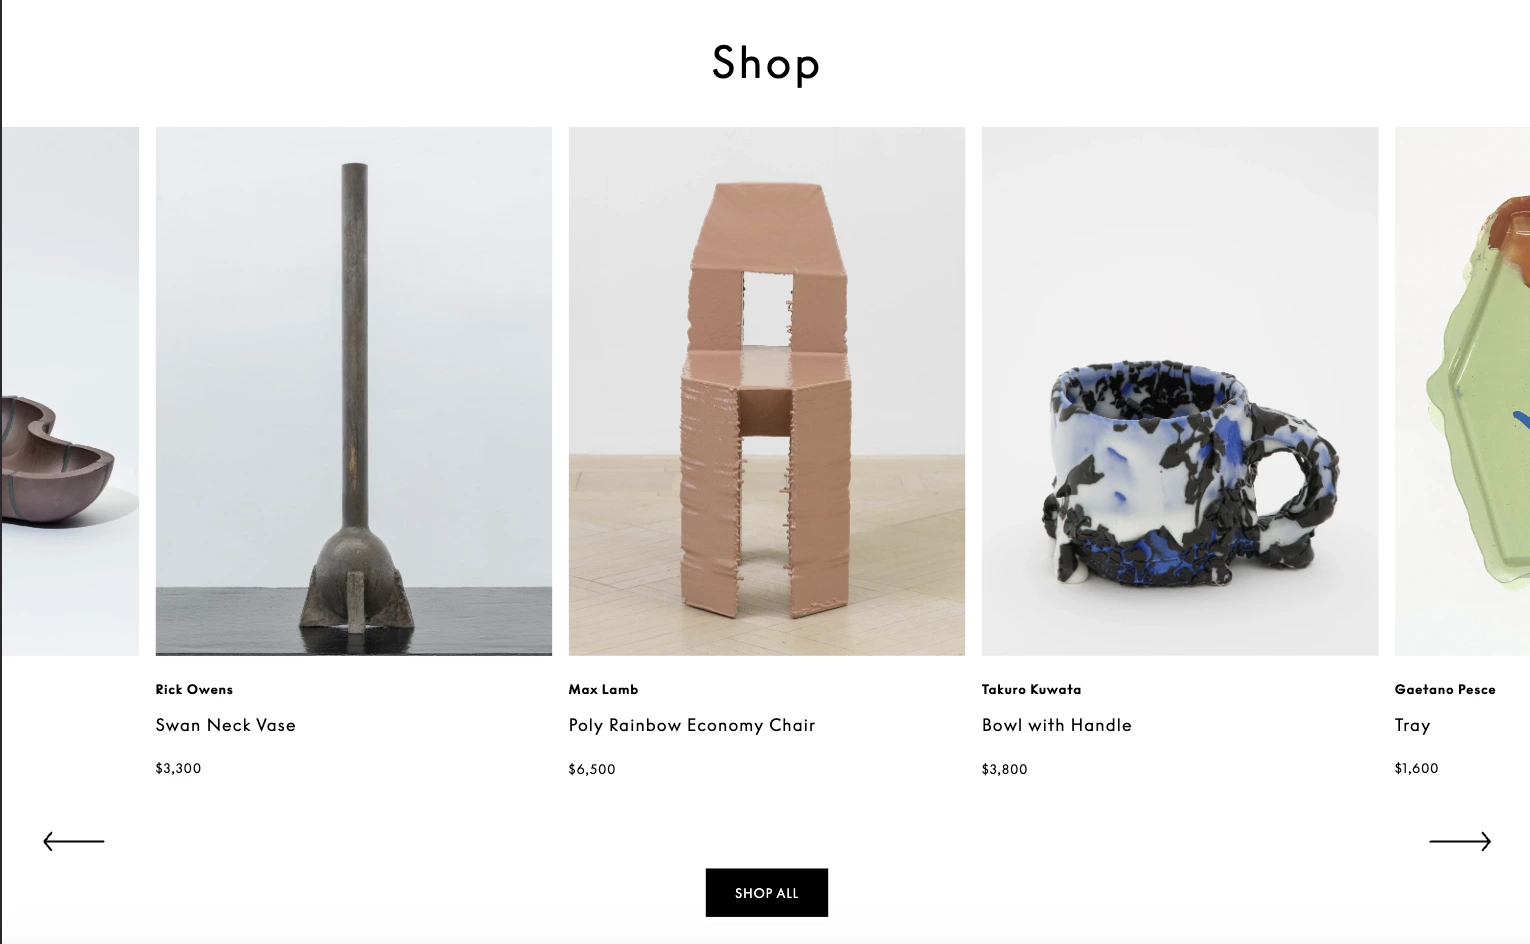 Shop
Rick Owens
Swan Neck Vase
$3,300
Max Lamb
Poly Rainbow Economy Chair
$6,500
Takuro Kuwata
Bowl with Handle
$3,800
Gaetano Pesce
Tray
$1,600
SHOP ALL